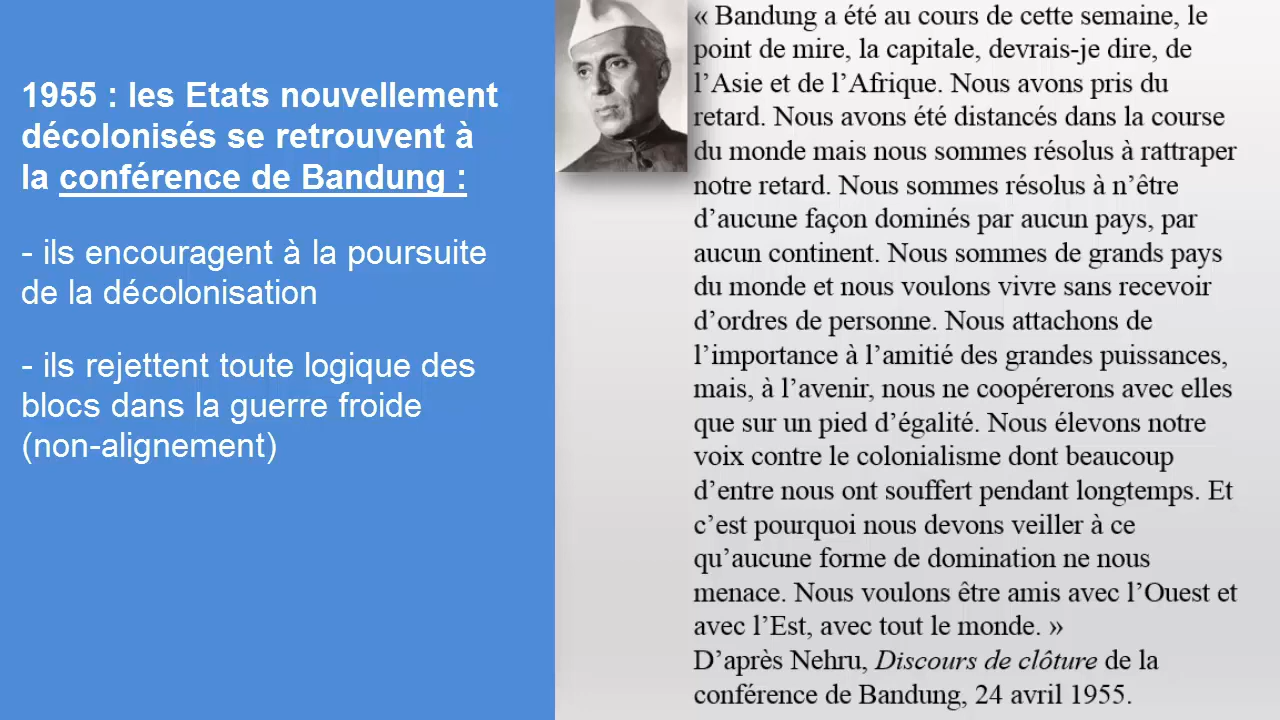 1955 : les Etats nouvellement
décolonisés se retrouvent à
la conférence de Bandung :
- ils encouragent à la poursuite
de la décolonisation
- ils rejettent toute logique des
blocs dans la guerre froide
(non-alignement)
« Bandung a été au cours de cette semaine, le
point de mire, la capitale, devrais-je dire, de
l’Asie et de l’Afrique. Nous avons pris du
retard. Nous avons été distancés dans la course
du monde mais nous sommes résolus à rattraper
notre retard. Nous sommes résolus à n’être
d’aucune façon dominés par aucun pays, par
aucun continent. Nous sommes de grands pays
du monde et nous voulons vivre sans recevoir
d’ordres de personne. Nous attachons de
l’importance à l’amitié des grandes puissances,
mais, à l’avenir, nous ne coopérerons avec elles
que sur un pied d’égalité. Nous élevons notre
voix contre le colonialisme dont beaucoup
d’entre nous ont souffert pendant longtemps. Et
c’est pourquoi nous devons veiller à ce
qu’aucune forme de domination ne nous
menace. Nous voulons être amis avec l’Ouest et
avec l’Est, avec tout le monde. »
D’après Nehru, Discours de clôture de la
conférence de Bandung, 24 avril 1955.